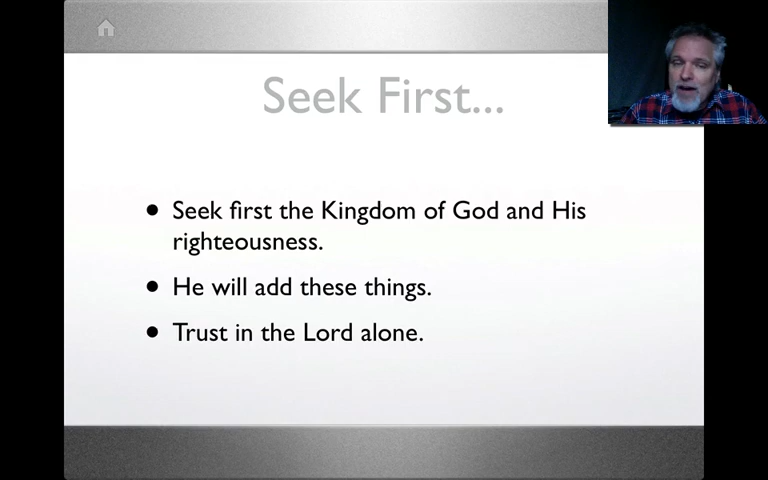 Seek First...
• Seek first the Kingdom of God and His
righteousness.
• He will add these things.
• Trust in the Lord alone.